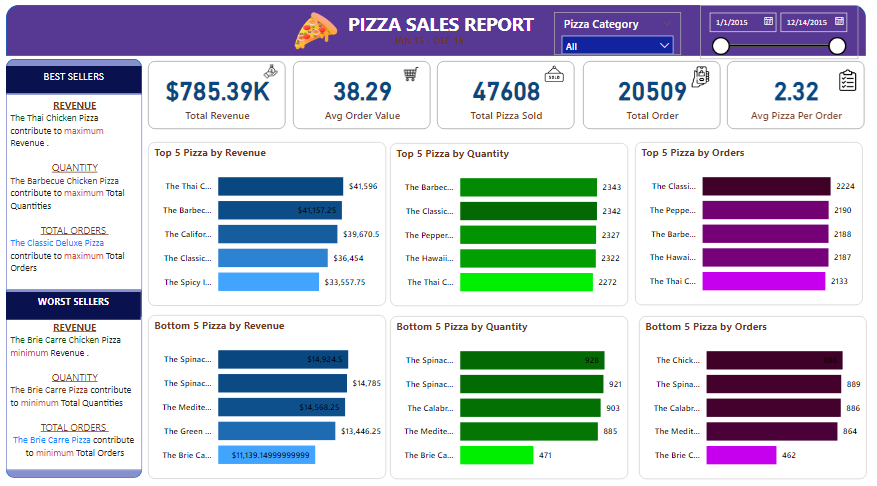 PIZZA SALES REPORT
Pizza Category
All
1/1/2015
12/14/2015
BEST SELLERS
REVENUE
The Thai Chicken Pizza
contribute to maximum
Revenue .
QUANTITY
The Barbecue Chicken Pizza
contribute to maximum Total
Quantities
TOTAL ORDERS
The Classic Deluxe Pizza
contribute to maximum Total
Orders
WORST SELLERS
REVENUE
The Brie Carre Chicken Pizza
minimum Revenue .
QUANTITY
The Brie Carre Pizza contribute
to minimum Total Quantities
TOTAL ORDERS
The Brie Carre Pizza contribute
to minimum Total Orders
$785.39K
Total Revenue
38.29
Avg Order Value
SOLD
47608
Total Pizza Sold
20509
Total Order
2.32
Avg Pizza Per Order
Top 5 Pizza by Revenue
The Thai C... $41,596
The Barbec... $41,157.25
The Califor... $39,670.5
The Classic... $36,454
The Spicy I... $33,557.75
Top 5 Pizza by Quantity
The Barbec... 2343
The Classic... 2342
The Pepper... 2327
The Hawaii... 2322
The Thai C... 2272
Top 5 Pizza by Orders
The Classi... 2224
The Peppe... 2190
The Barbe... 2188
The Hawai... 2187
The Thai C... 2133
Bottom 5 Pizza by Revenue
The Spinac... $14,924.5
The Spinac... $14,785
The Medite... $14,568.25
The Green ... $13,446.25
The Brie Ca... $11,139.14999999999
Bottom 5 Pizza by Quantity
The Spinac... 928
The Spinac... 921
The Calabr... 903
The Medite... 885
The Brie Ca... 471
Bottom 5 Pizza by Orders
The Chick...
The Spina... 889
The Calab... 886
The Medit... 864
The Brie C... 462